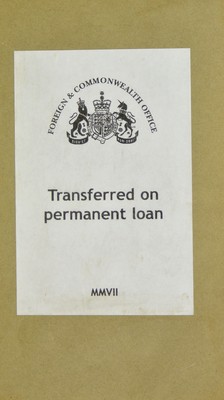 FOREIGN & COMMONWEALTH OFFICE
Transferred on
permanent loan
MMVII